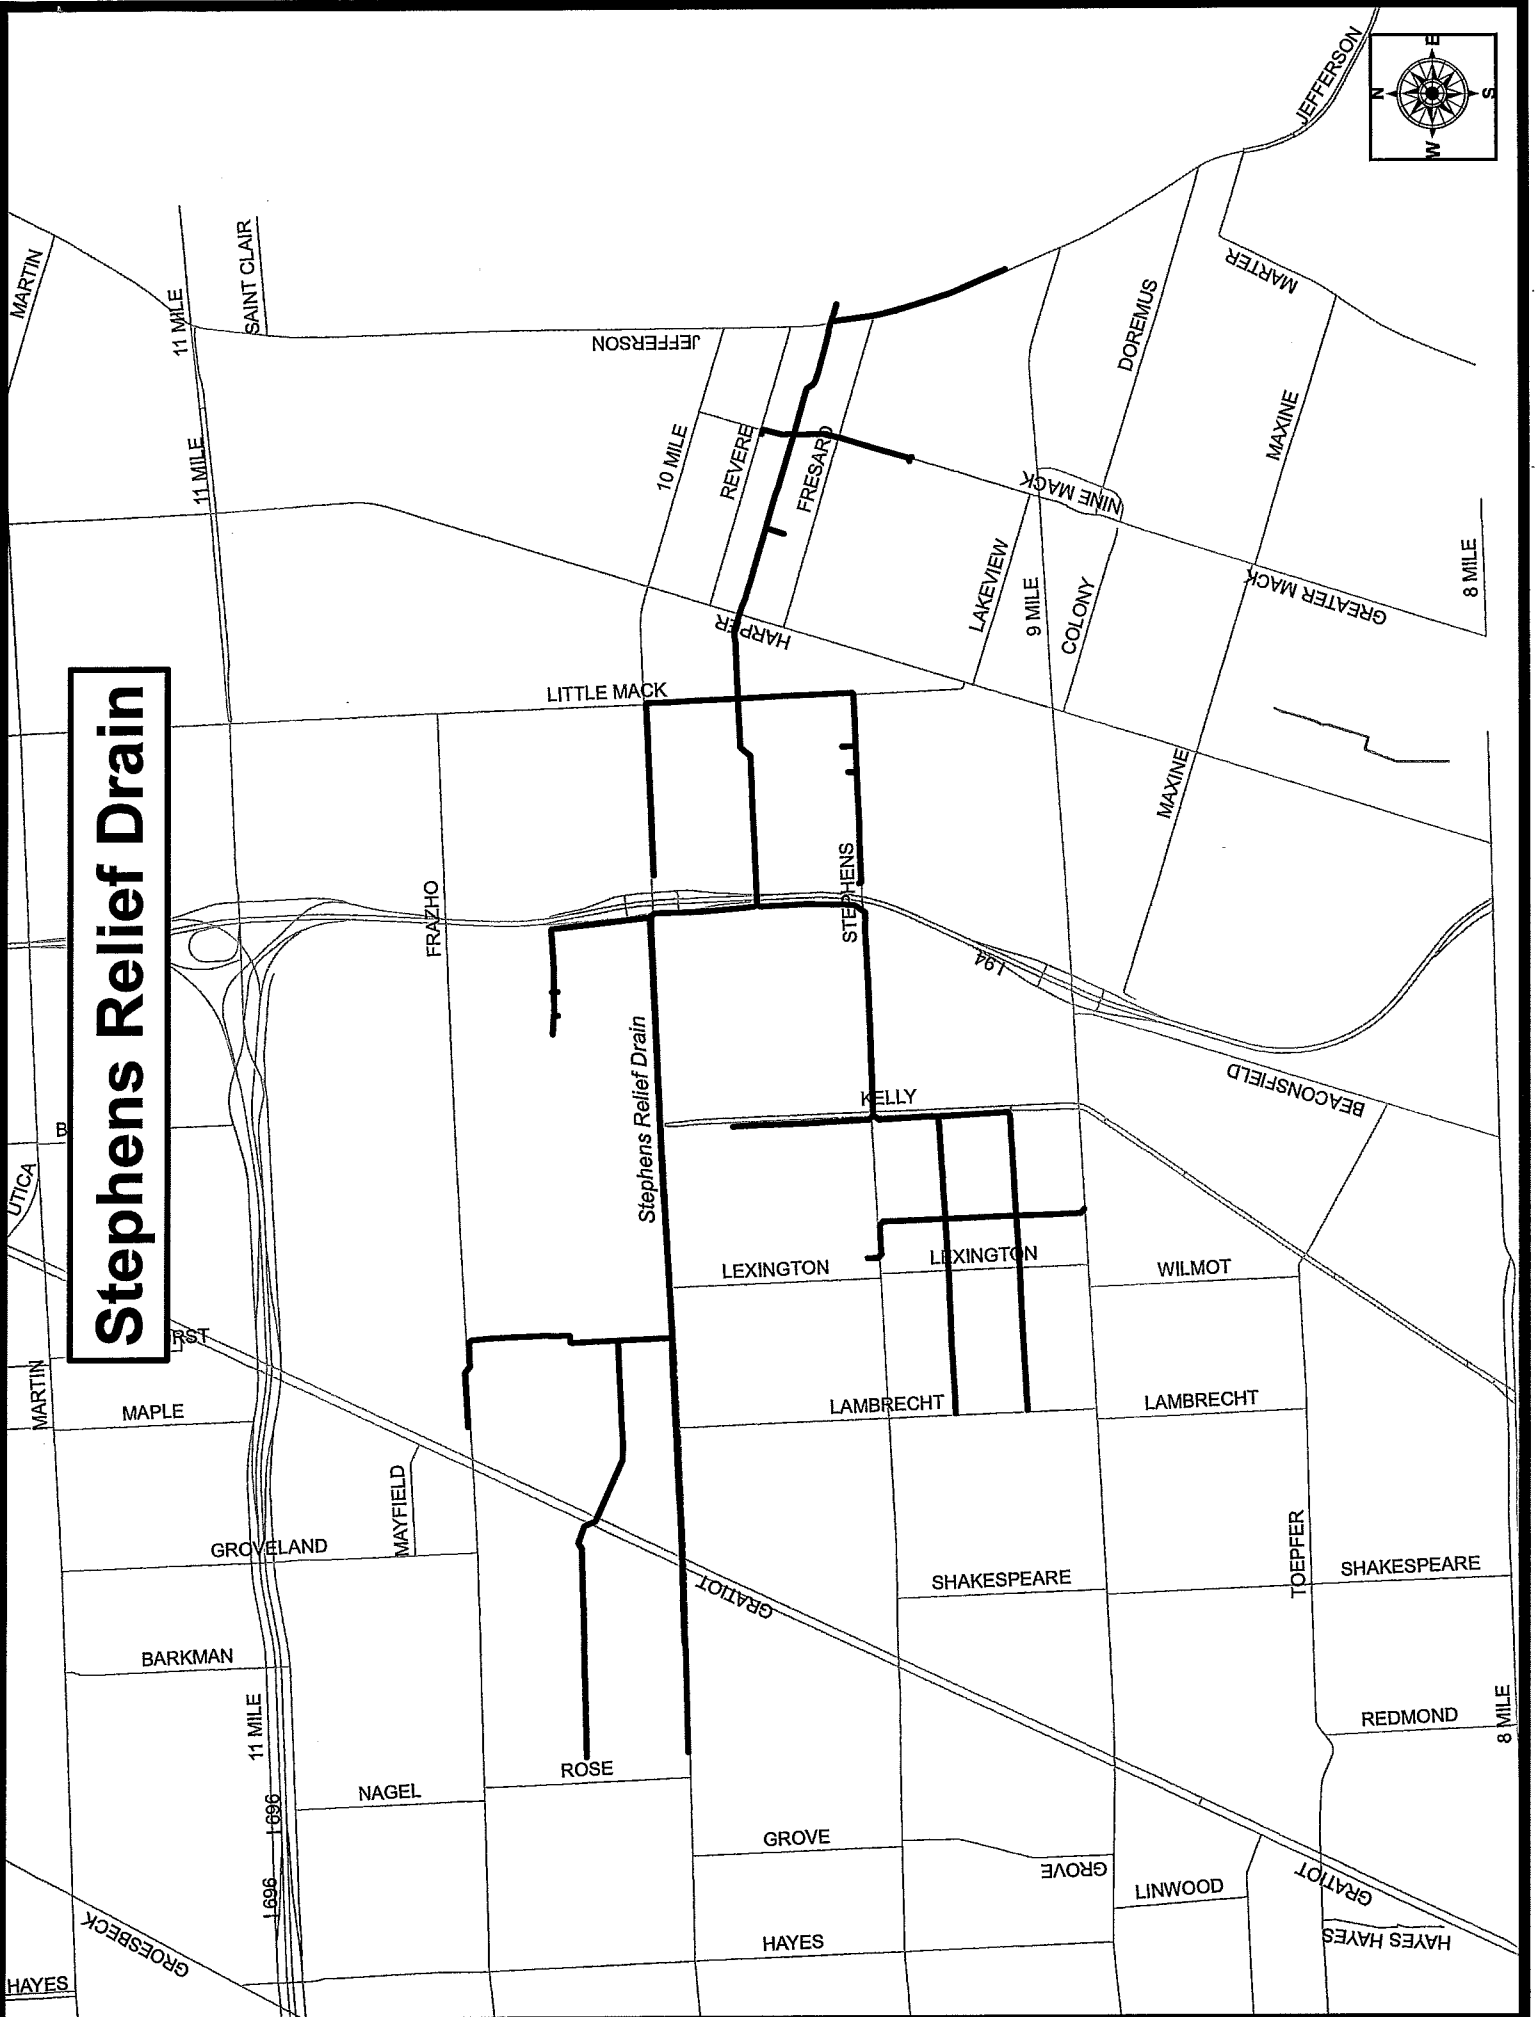 Stephens Relief Drain
MARTIN
11 MILE
SAINT CLAIR
JEFFERSON
JEFFERSON
N
E
S
W
MARTER
DOREMUS
11 MILE
10 MILE
REVERE
FRESARD
MAXINE
NINE MACK
GREATER MACK
8 MILE
LAKEVIEW
9 MILE
COLONY
HARPER
LITTLE MACK
MAXINE
FRAZHO
STEPHENS
I94
Stephens Relief Drain
KELLY
BEACONSFIELD
B
UTICA
LEXINGTON
LEXINGTON
WILMOT
RST
MARTIN
MAPLE
LAMBRECHT
LAMBRECHT
MAYFIELD
GROVELAND
GRATIOT
SHAKESPEARE
TOEPFER
SHAKESPEARE
BARKMAN
11 MILE
REDMOND
8 MILE
ROSE
NAGEL
I696
GROVE
GROVE
I696
LINWOOD
GRATIOT
GROESBECK
HAYES
HAYES
HAYES HAYES